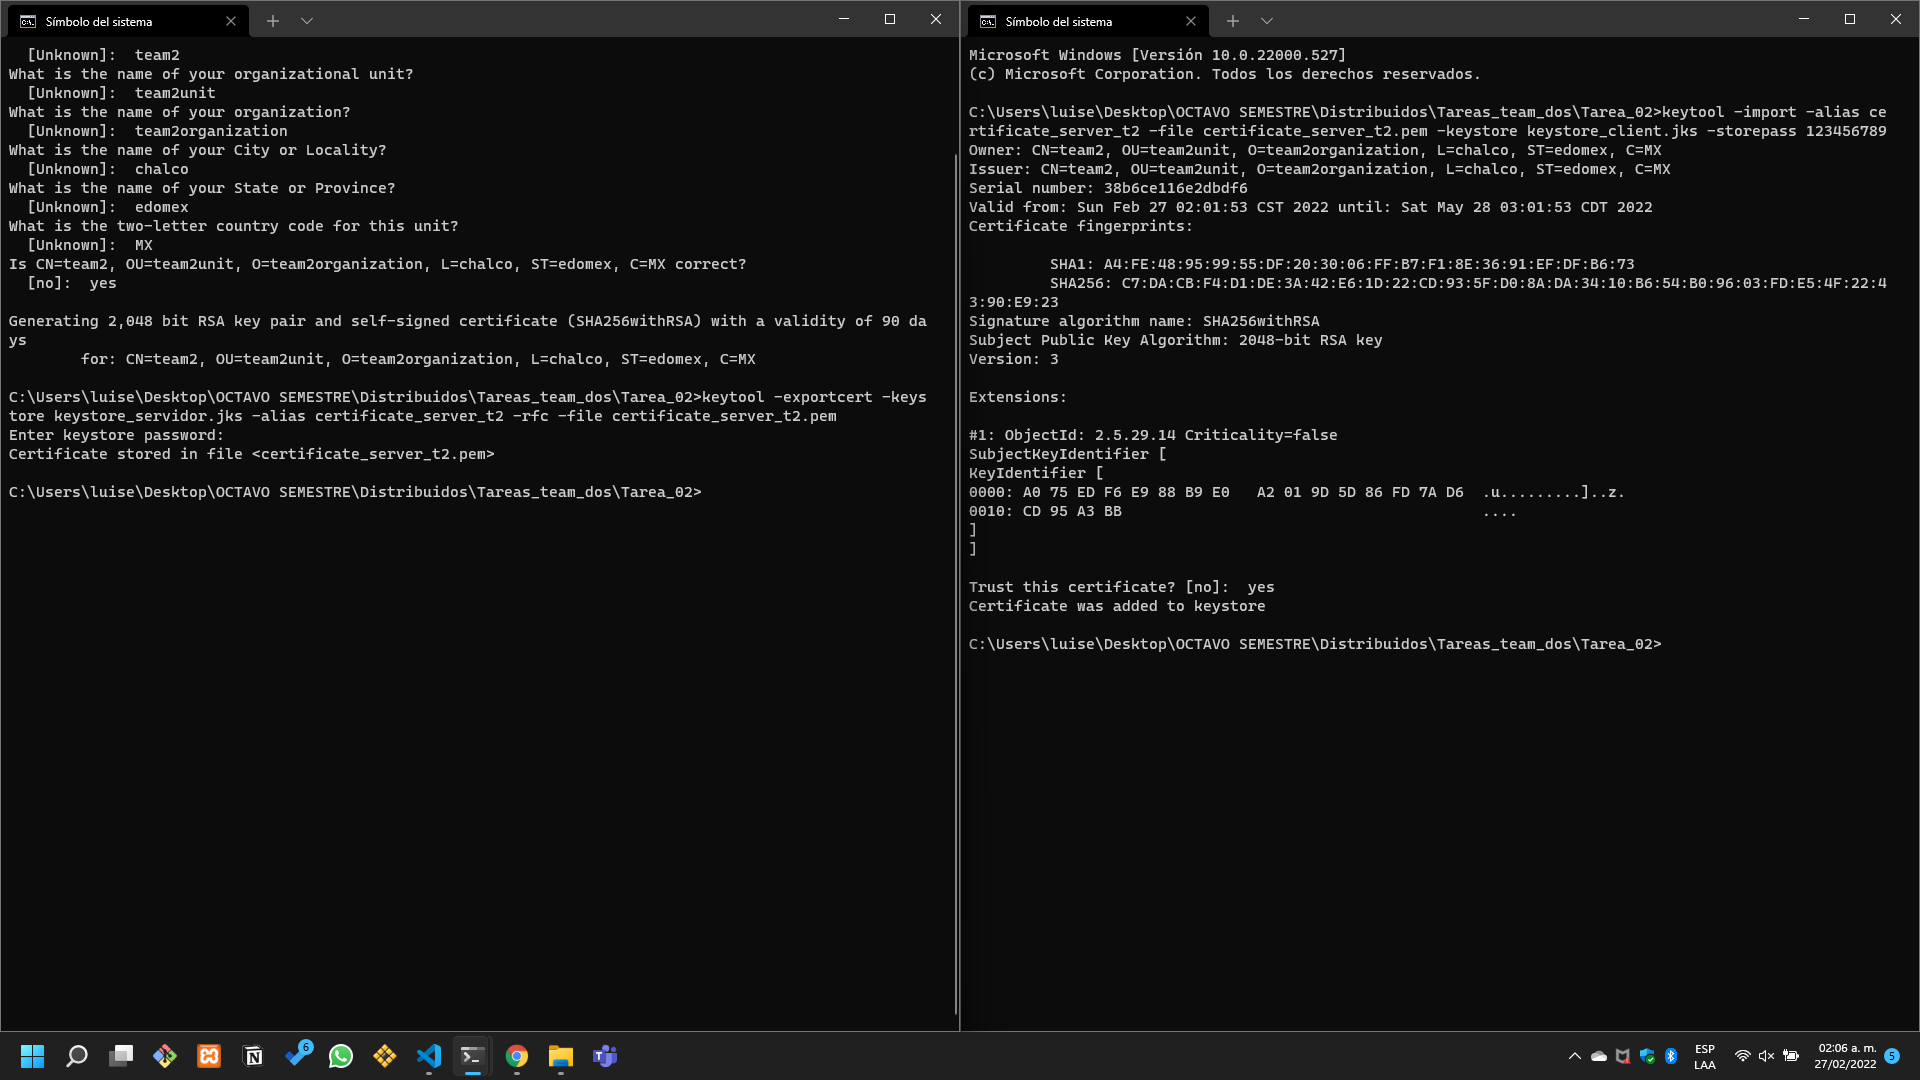 Símbolo del sistema
[Unknown]:  team2
What is the name of your organizational unit?
[Unknown]:  team2unit
What is the name of your organization?
[Unknown]:  team2organization
What is the name of your City or Locality?
[Unknown]:  chalco
What is the name of your State or Province?
[Unknown]:  edomex
What is the two-letter country code for this unit?
[Unknown]:  MX
Is CN=team2, OU=team2unit, O=team2organization, L=chalco, ST=edomex, C=MX correct?
[no]:  yes
Generating 2,048 bit RSA key pair and self-signed certificate (SHA256withRSA) with a validity of 90 da
ys
for: CN=team2, OU=team2unit, O=team2organization, L=chalco, ST=edomex, C=MX
C:\Users\luise\Desktop\OCTAVO SEMESTRE\Distribuidos\Tareas_team_dos\Tarea_02>keytool -exportcert -keys
tore keystore_servidor.jks -alias certificate_server_t2 -rfc -file certificate_server_t2.pem
Enter keystore password:
Certificate stored in file <certificate_server_t2.pem>
C:\Users\luise\Desktop\OCTAVO SEMESTRE\Distribuidos\Tareas_team_dos\Tarea_02>
Símbolo del sistema
Microsoft Windows [Versión 10.0.22000.527]
(c) Microsoft Corporation. Todos los derechos reservados.
C:\Users\luise\Desktop\OCTAVO SEMESTRE\Distribuidos\Tareas_team_dos\Tarea_02>keytool -import -alias ce
rtificate_server_t2 -file certificate_server_t2.pem -keystore keystore_client.jks -storepass 123456789
Owner: CN=team2, OU=team2unit, O=team2organization, L=chalco, ST=edomex, C=MX
Issuer: CN=team2, OU=team2unit, O=team2organization, L=chalco, ST=edomex, C=MX
Serial number: 38b6ce116e2dbdf6
Valid from: Sun Feb 27 02:01:53 CST 2022 until: Sat May 28 03:01:53 CDT 2022
Certificate fingerprints:
SHA1: A4:FE:48:95:99:55:DF:20:30:06:FF:B7:F1:8E:36:91:EF:DF:B6:73
SHA256: C7:DA:CB:F4:D1:DE:3A:42:E6:1D:22:CD:93:5F:D0:8A:DA:34:10:B6:54:B0:96:03:FD:E5:4F:22:4
3:90:E9:23
Signature algorithm name: SHA256withRSA
Subject Public Key Algorithm: 2048-bit RSA key
Version: 3
Extensions:
#1: ObjectId: 2.5.29.14 Criticality=false
SubjectKeyIdentifier [
KeyIdentifier [
0000: A0 75 ED F6 E9 88 B9 E0   A2 01 9D 5D 86 FD 7A D6  .u.........]..z.
0010: CD 95 A3 BB                                        ....
]
]
Trust this certificate? [no]:  yes
Certificate was added to keystore
C:\Users\luise\Desktop\OCTAVO SEMESTRE\Distribuidos\Tareas_team_dos\Tarea_02>
6
ESP
LAA
02:06 a. m.
27/02/2022
5